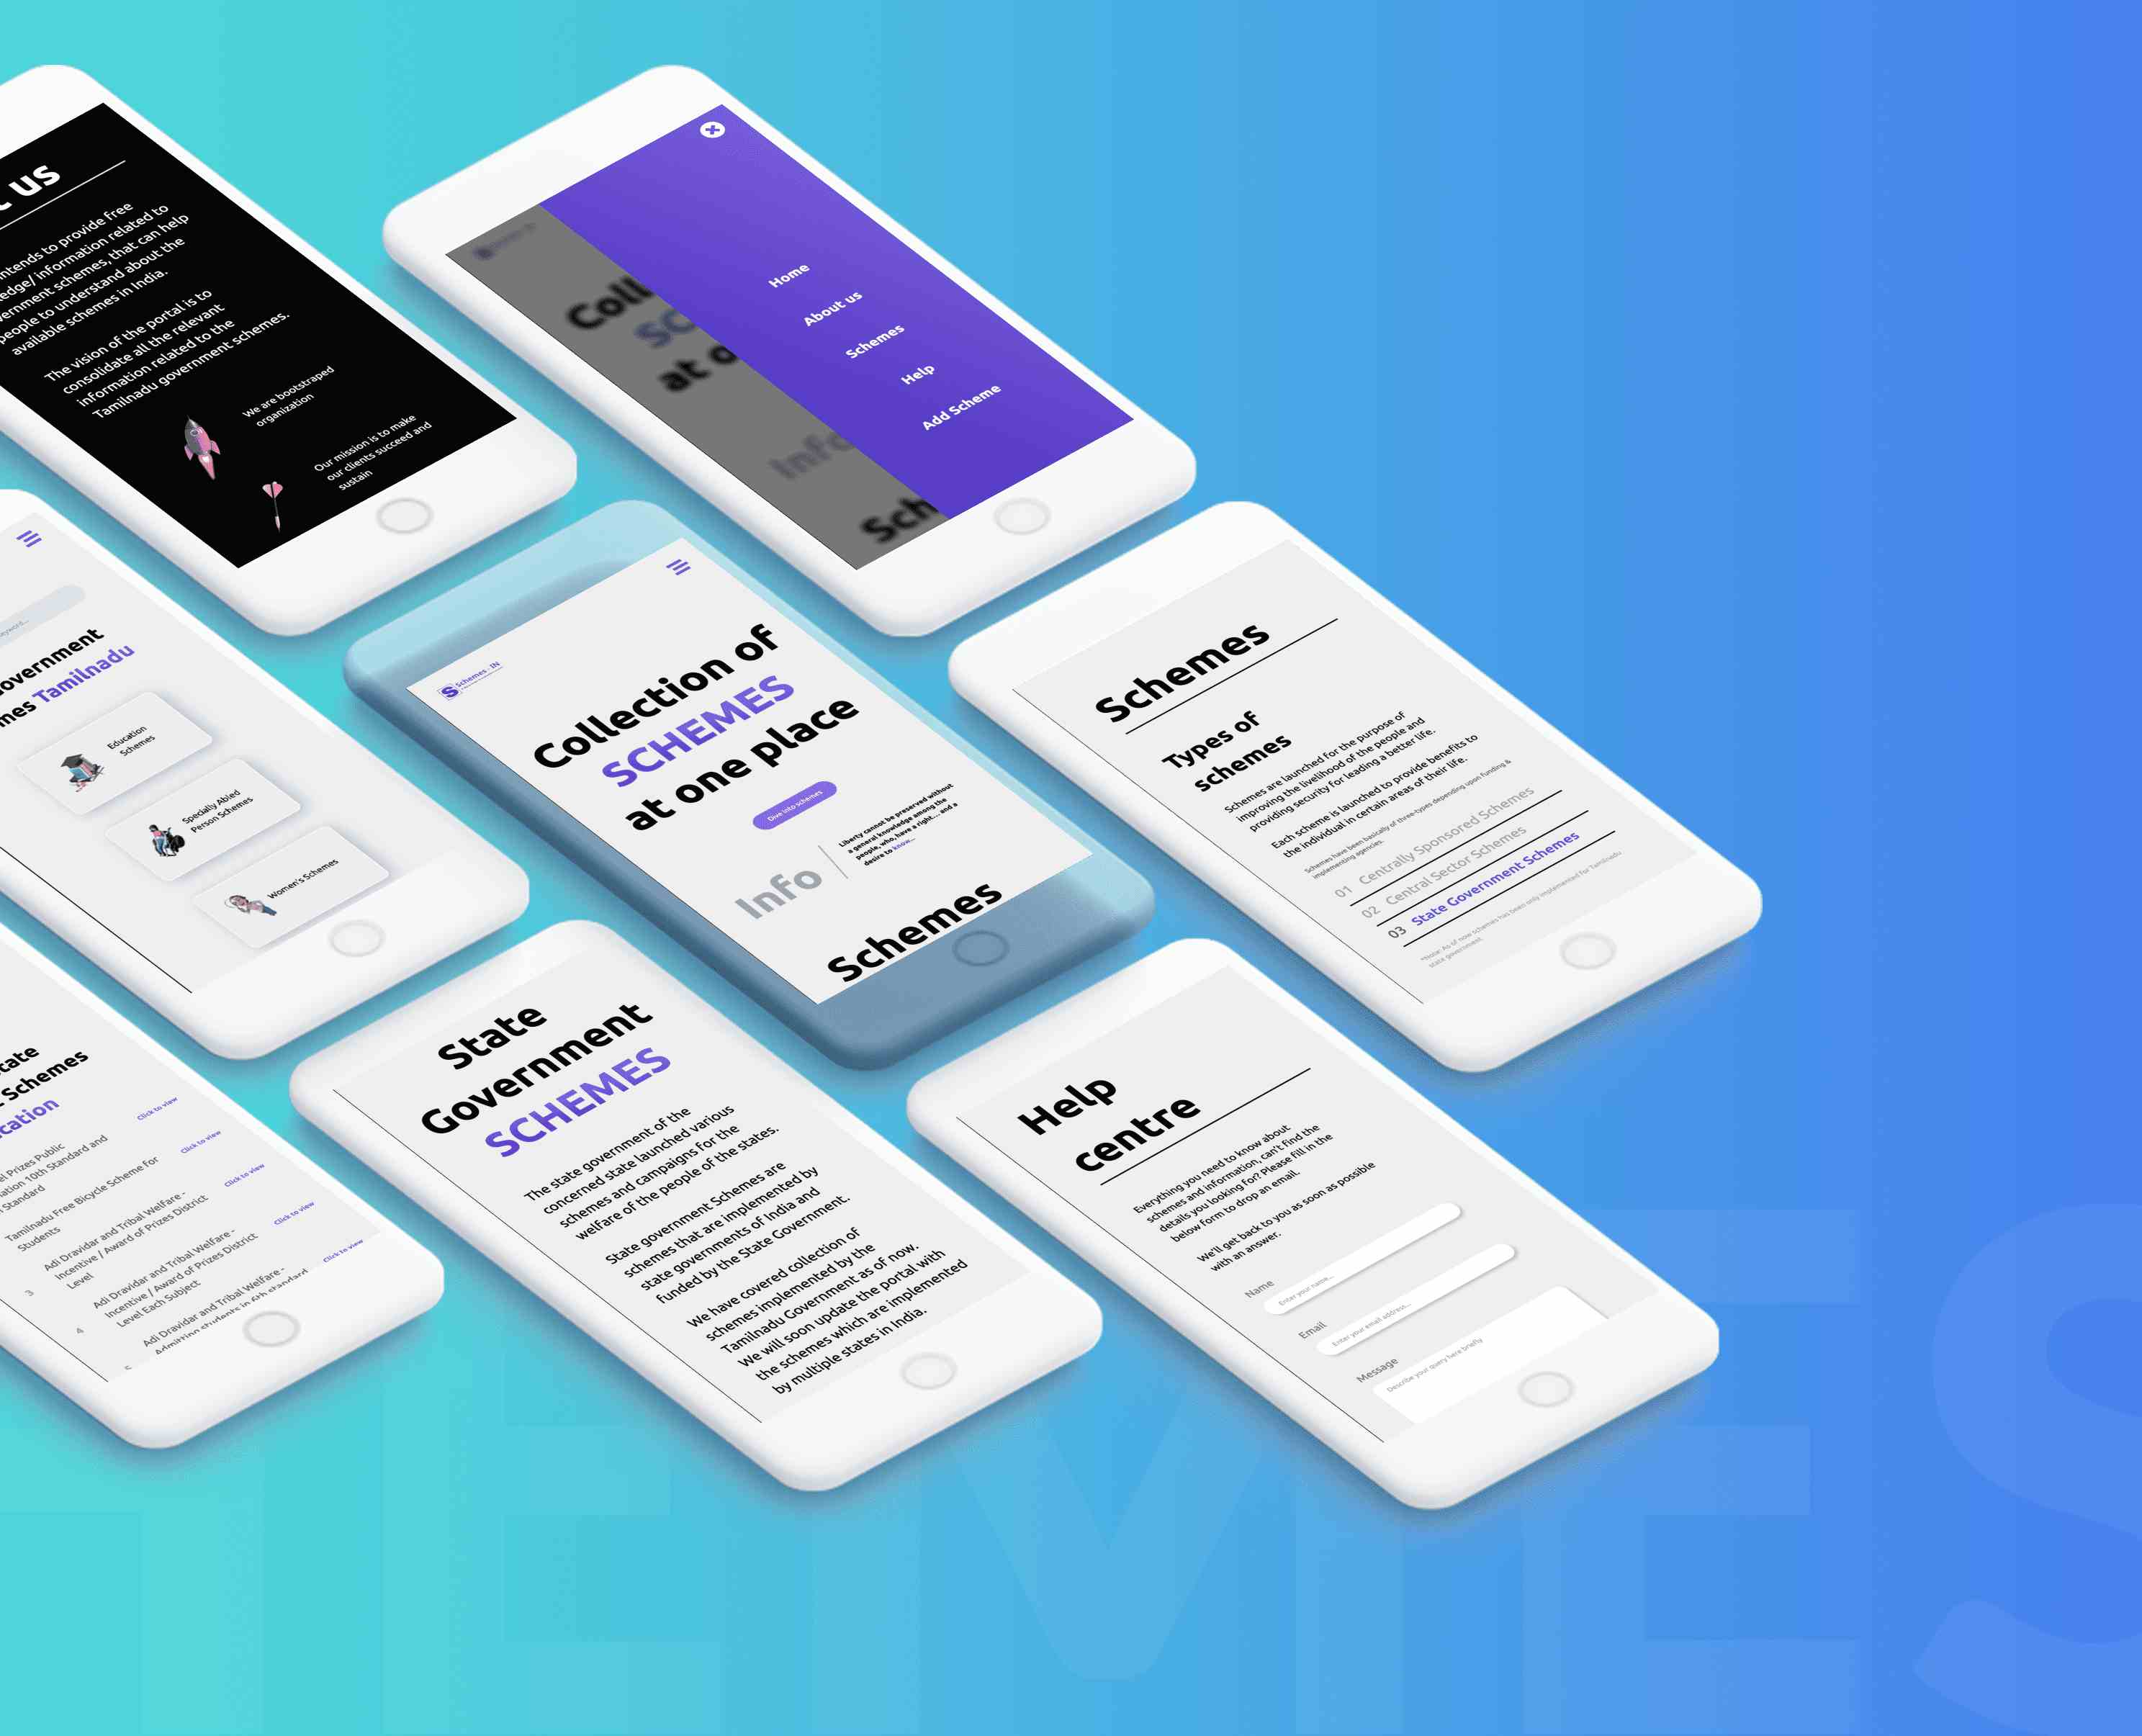 us
to provide free
information related to
schemes, that can help
people to understand about the
available schemes in India.
The vision of the portal is to
consolidate all the relevant
information related to the
Tamilnadu government schemes.
We are bootstraped
organization
Our mission is to make
our clients succeed and
sustain
Home
About us
Schemes
Help
Add Scheme
Tamilnadu
Education
Schemes
Specially Abled
Person Schemes
Women's Schemes
Schemes - IN
Collection of
SCHEMES
at one place
Dive into schemes
Info
Liberty cannot be preserved without
a general knowledge among the
people, who, have a right... and a
desire to know...
Schemes
Schemes
Types of
schemes
Schemes are launched for the purpose of
improving the livelihood of the people and
providing security for leading a better life.
Each scheme is launched to provide benefits to
the individual in certain areas of their life.
Schemes have been basically of three-types depending upon funding &
implementing agencies.
01 Centrally Sponsored Schemes
02 Central Sector Schemes
03 State Government Schemes
*Note: As of now schemes has been only implemented for Tamilnadu
state government.
Schemes
Click to view
Prizes Public
10th Standard and
Standard
Click to view
Tamilnadu Free Bicycle Scheme for
Students
Click to view
3
Adi Dravidar and Tribal Welfare -
Incentive / Award of Prizes District
Level
Click to view
4
Adi Dravidar and Tribal Welfare -
Incentive / Award of Prizes District
Level Each Subject
Click to view
Adi Dravidar and Tribal Welfare -
State
Government
SCHEMES
The state government of the
concerned state launched various
schemes and campaigns for the
welfare of the people of the states.
State government Schemes are
schemes that are implemented by
state governments of India and
funded by the State Government.
We have covered collection of
schemes implemented by the
Tamilnadu Government as of now.
We will soon update the portal with
the schemes which are implemented
by multiple states in India.
Help
centre
Everything you need to know about
schemes and information, can't find the
details you looking for? Please fill in the
below form to drop an email.
We'll get back to you as soon as possible
with an answer.
Name
Enter your name...
Email
Enter your email address...
Message
Describe your query here briefly